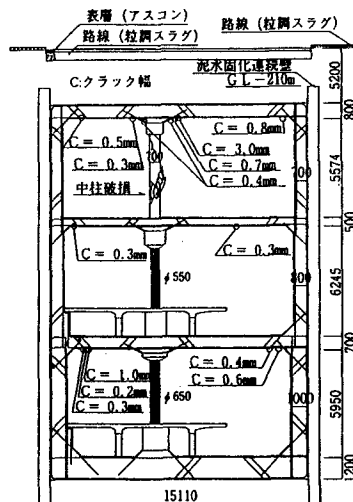 表層（アスコン）
路線（粒調スラグ）
路線（粒調スラグ）
泥水固化連続壁
GL－210m
C:クラック幅
5200
800
C = 0.5mm
C = 0.8mm
C = 0.3mm
C = 3.0mm
C = 0.7mm
C = 0.4mm
700
700
中柱破損
5574
500
C = 0.3mm
C = 0.3mm
φ550
800
6245
700
C = 1.0mm
C = 0.4mm
C = 0.2mm
C = 0.6mm
C = 0.3mm
φ650
1000
5950
1200
15110